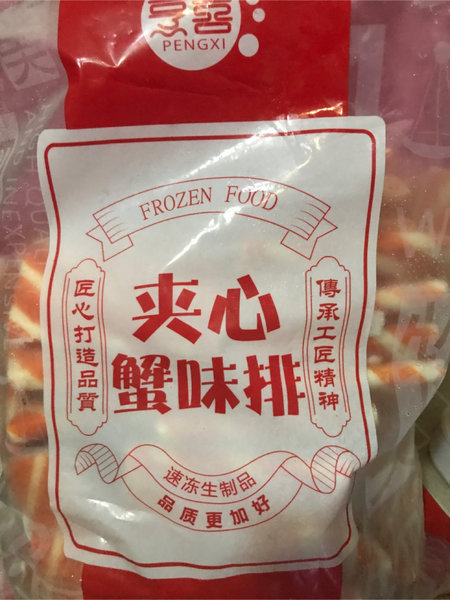 PENGXI
FROZEN FOOD
匠心打造品質
夹心
蟹味排
傳承工匠精神
速冻生制品
品质更加好